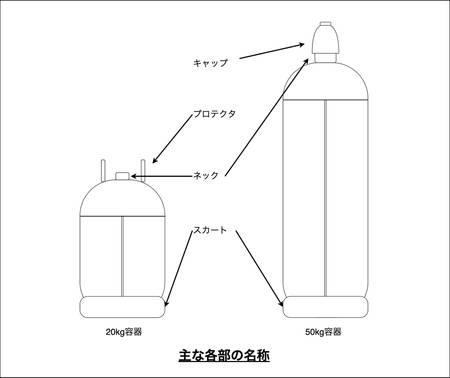 キャップ
プロテクタ
ネック
スカート
20kg容器
50kg容器
主な各部の名称